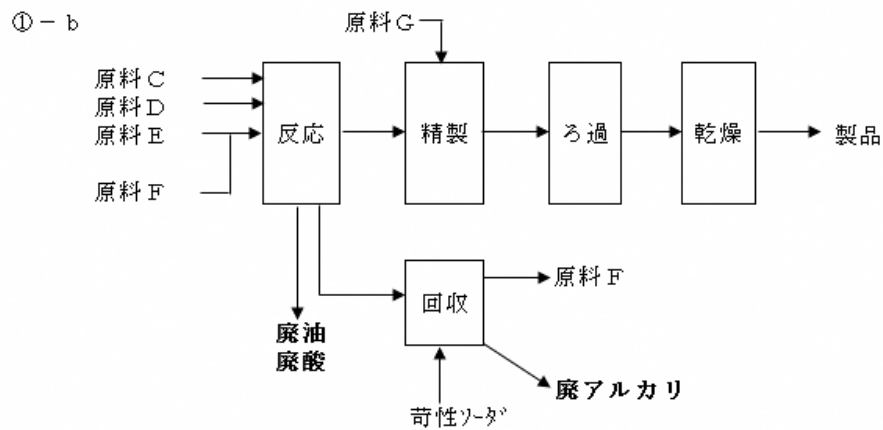 ①－ｂ
原料Ｇ
原料Ｃ
原料Ｄ
原料Ｅ
原料Ｆ
反応
精製
ろ過
乾燥
製品
回収
原料Ｆ
廃油
廃酸
廃アルカリ
苛性ｿｰﾀﾞ